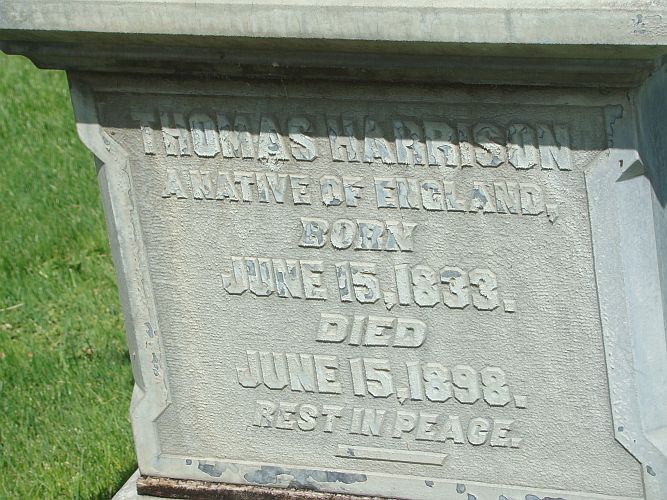 THOMAS HARRISON
A NATIVE OF ENGLAND,
BORN
JUNE 15, 1833.
DIED
JUNE 15, 1898.
REST IN PEACE.